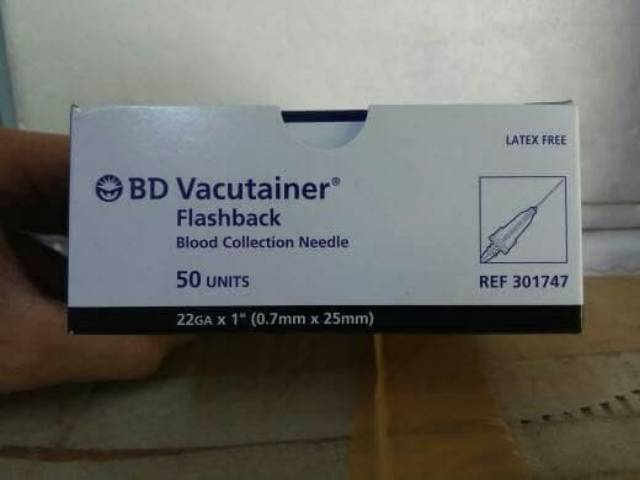 LATEX FREE
BD Vacutainer®
Flashback
Blood Collection Needle
50 UNITS
REF 301747
22GA x 1" (0.7mm x 25mm)